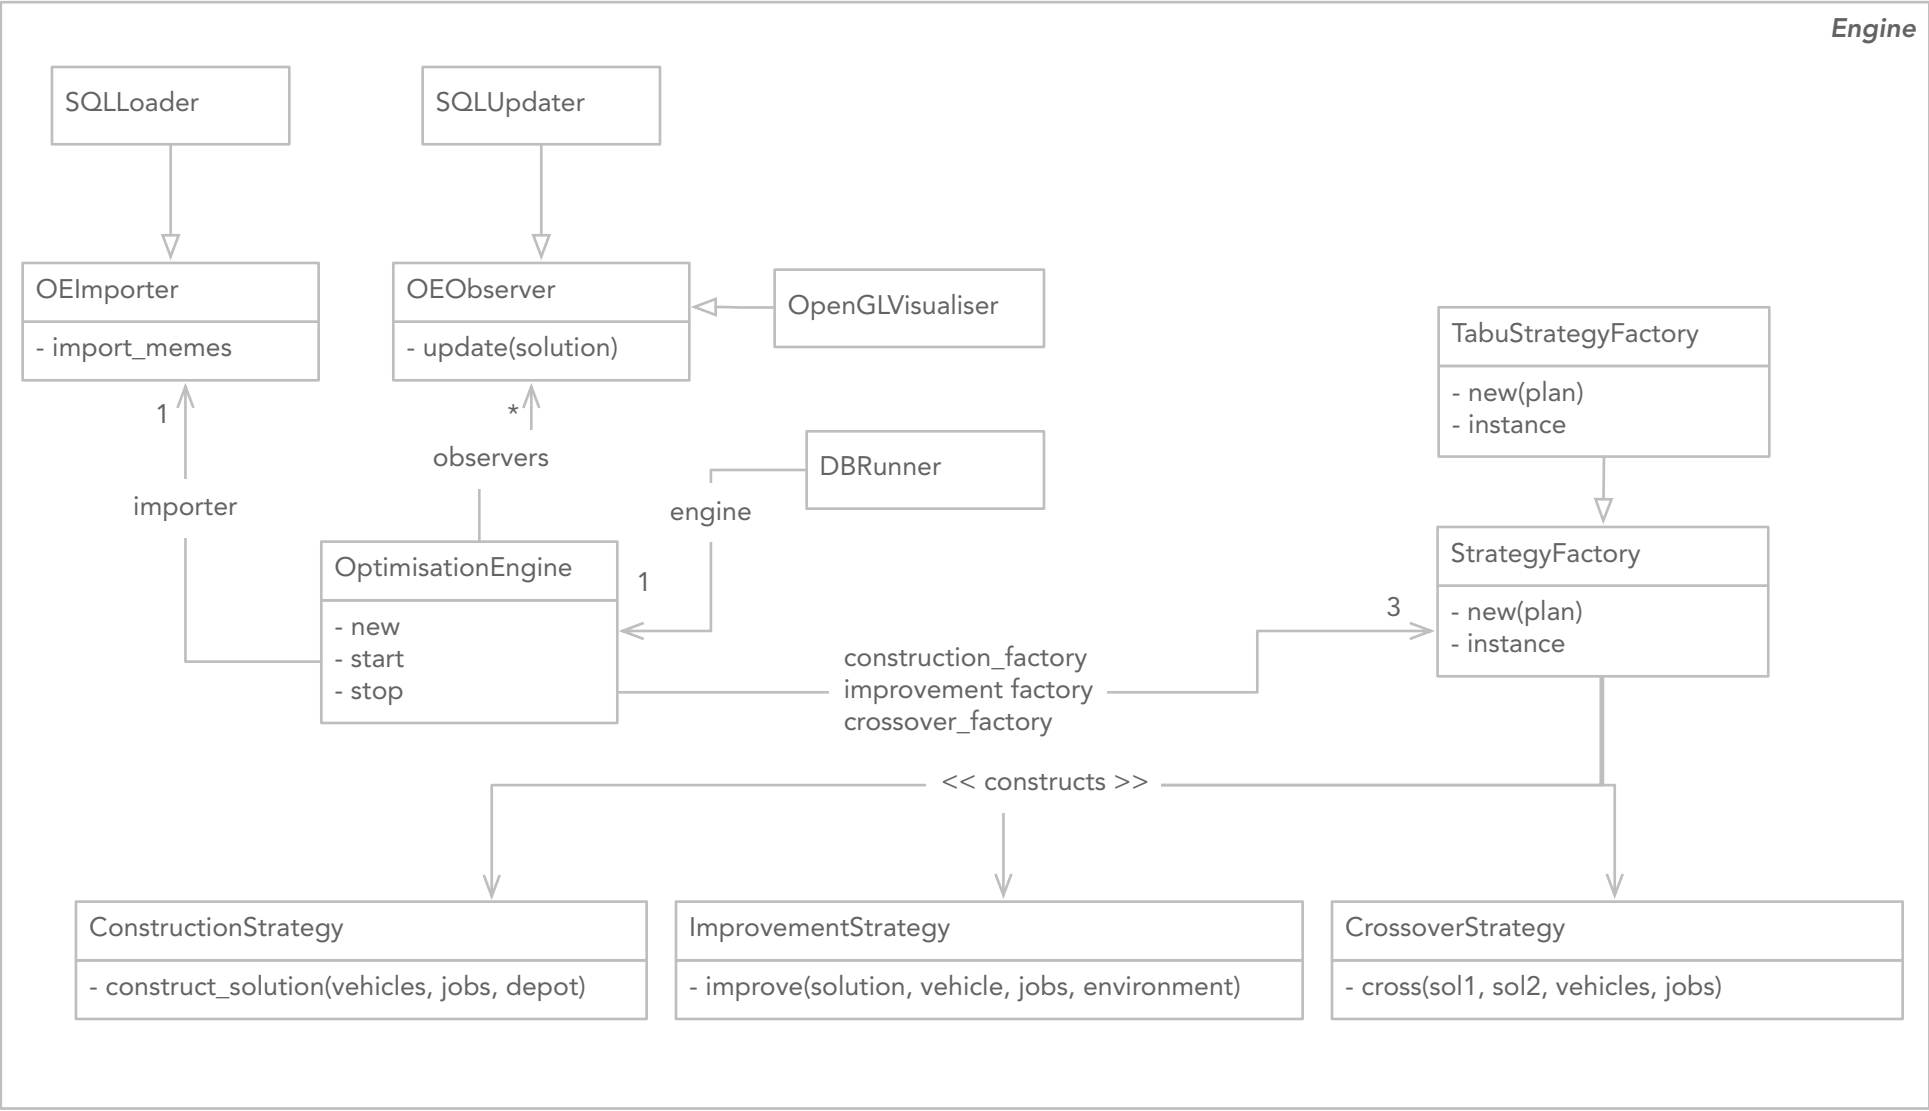 Engine
SQLLoader
SQLUpdater
OEImporter
- import_memes
OEObserver
- update(solution)
OpenGLVisualiser
TabuStrategyFactory
- new(plan)
- instance
1
*
observers
importer
DBRunner
engine
1
OptimisationEngine
- new
- start
- stop
StrategyFactory
- new(plan)
- instance
3
construction_factory
improvement factory
crossover_factory
<< constructs >>
ConstructionStrategy
- construct_solution(vehicles, jobs, depot)
ImprovementStrategy
- improve(solution, vehicle, jobs, environment)
CrossoverStrategy
- cross(sol1, sol2, vehicles, jobs)